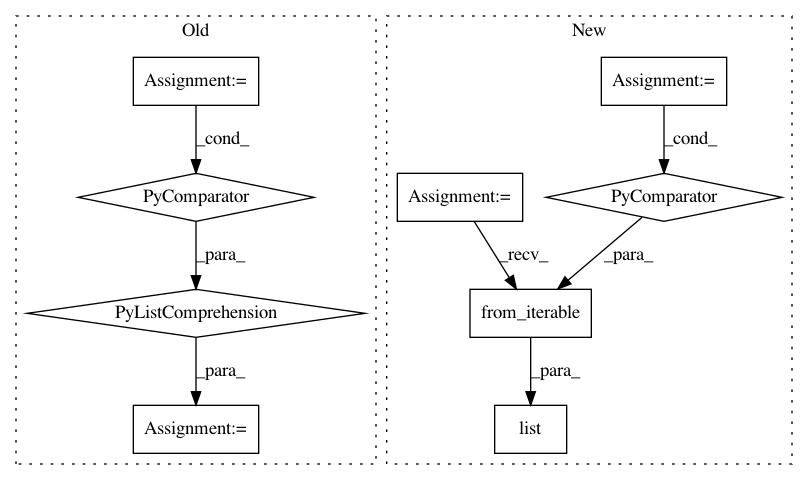 Old
New
Assignment:=
Assignment:=
_cond_
_cond_
PyComparator
Assignment:=
PyComparator
_para_
_recv_
_para_
PyListComprehension
from_iterable
_para_
_para_
Assignment:=
list